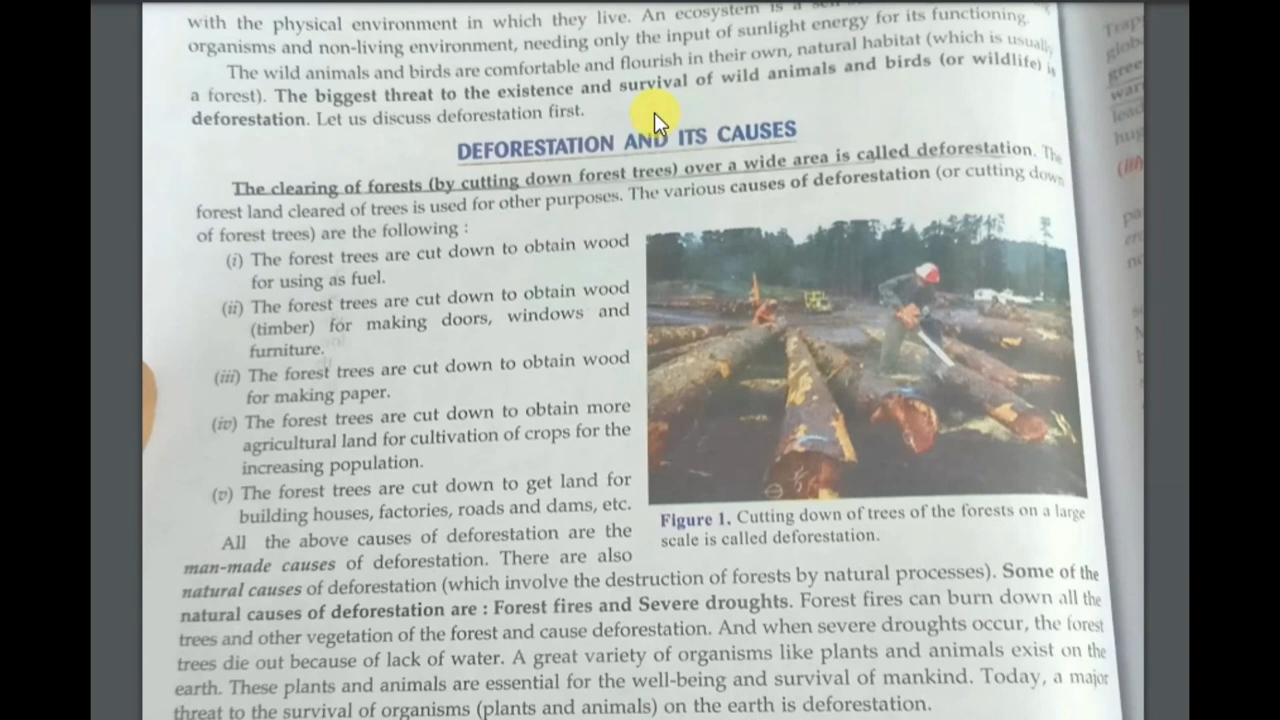 with the physical environment in which they live. An ecosystem is a
organisms and non-living environment, needing only the input of sunlight energy for its functioning.
The wild animals and birds are comfortable and flourish in their own, natural habitat (which is usually
a forest). The biggest threat to the existence and survival of wild animals and birds (or wildlife) is
deforestation. Let us discuss deforestation first.
DEFORESTATION AND ITS CAUSES
The clearing of forests (by cutting down forest trees) over a wide area is called deforestation. The
forest land cleared of trees is used for other purposes. The various causes of deforestation (or cutting down
of forest trees) are the following :
(i) The forest trees are cut down to obtain wood
for using as fuel.
(ii) The forest trees are cut down to obtain wood
(timber) for making doors, windows and
furniture.
(iii) The forest trees are cut down to obtain wood
for making paper.
(iv) The forest trees are cut down to obtain more
agricultural land for cultivation of crops for the
increasing population.
(v) The forest trees are cut down to get land for
building houses, factories, roads and dams, etc.
All the above causes of deforestation are the
man-made causes of deforestation. There are also
natural causes of deforestation (which involve the destruction of forests by natural processes). Some of the
natural causes of deforestation are : Forest fires and Severe droughts. Forest fires can burn down all the
trees and other vegetation of the forest and cause deforestation. And when severe droughts occur, the forest
trees die out because of lack of water. A great variety of organisms like plants and animals exist on the
earth. These plants and animals are essential for the well-being and survival of mankind. Today, a major
threat to the survival of organisms (plants and animals) on the earth is deforestation.
Figure 1. Cutting down of trees of the forests on a large
scale is called deforestation.
(iii)